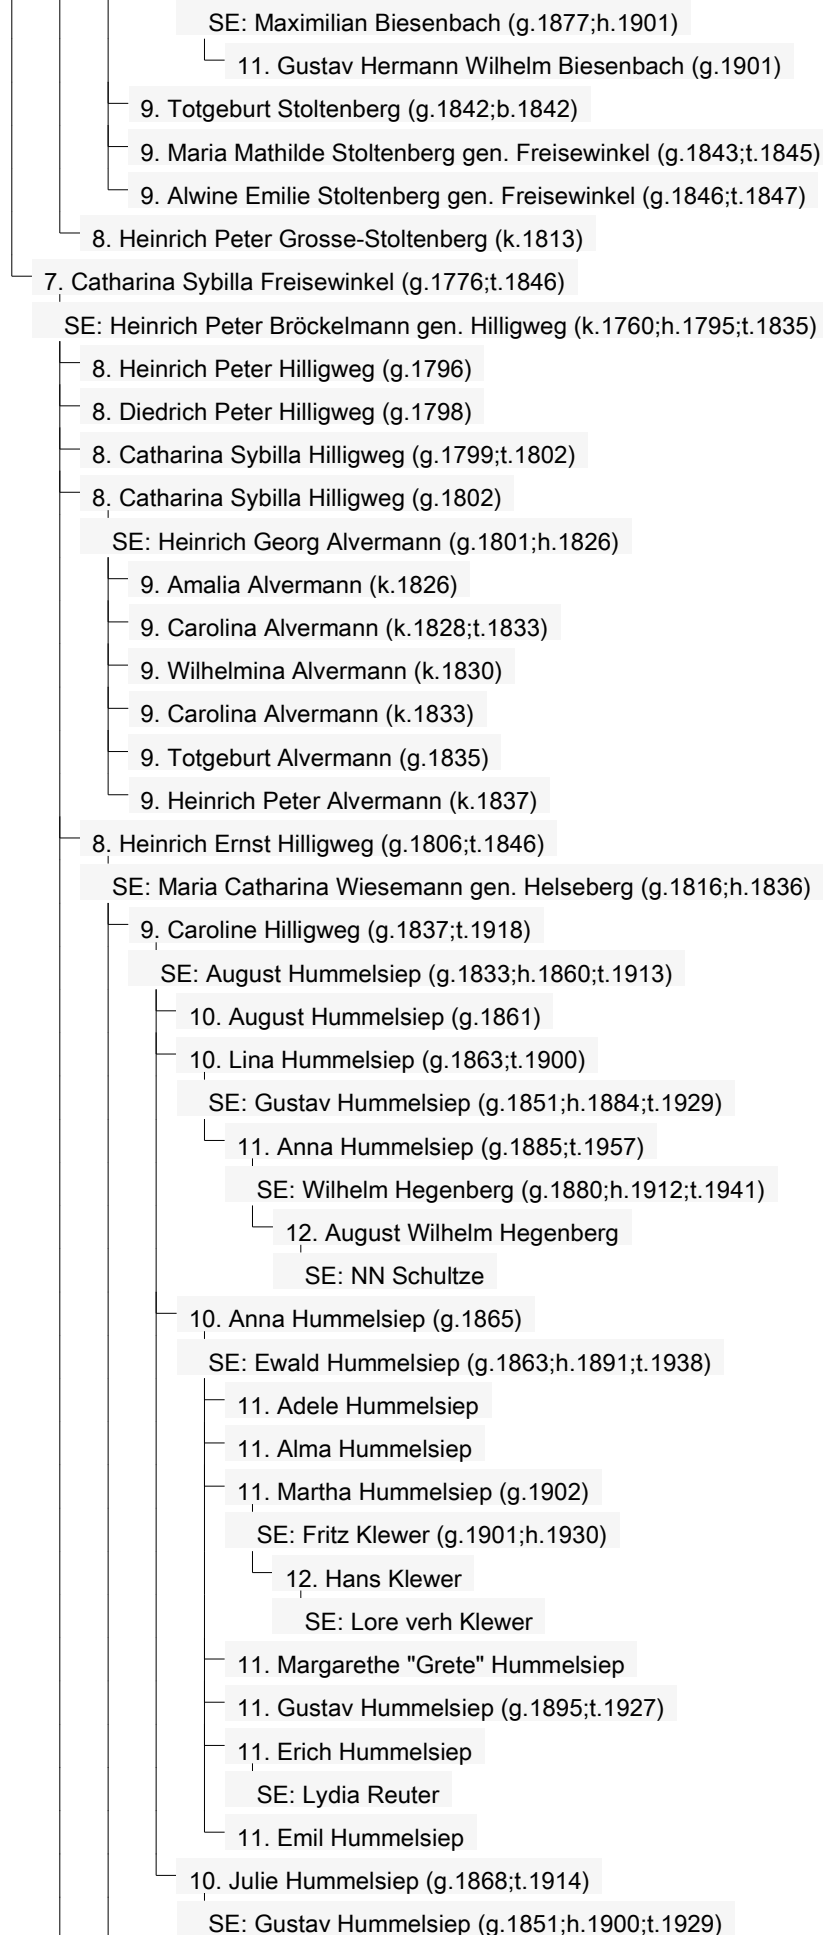 SE: Maximilian Biesenbach (g.1877;h.1901)
11. Gustav Hermann Wilhelm Biesenbach (g.1901)
9. Totgeburt Stoltenberg (g.1842;b.1842)
9. Maria Mathilde Stoltenberg gen. Freisewinkel (g.1843;t.1845)
9. Alwine Emilie Stoltenberg gen. Freisewinkel (g.1846;t.1847)
8. Heinrich Peter Grosse-Stoltenberg (k.1813)
7. Catharina Sybilla Freisewinkel (g.1776;t.1846)
SE: Heinrich Peter Bröckelmann gen. Hilligweg (k.1760;h.1795;t.1835)
8. Heinrich Peter Hilligweg (g.1796)
8. Diedrich Peter Hilligweg (g.1798)
8. Catharina Sybilla Hilligweg (g.1799;t.1802)
8. Catharina Sybilla Hilligweg (g.1802)
SE: Heinrich Georg Alvermann (g.1801;h.1826)
9. Amalia Alvermann (k.1826)
9. Carolina Alvermann (k.1828;t.1833)
9. Wilhelmina Alvermann (k.1830)
9. Carolina Alvermann (k.1833)
9. Totgeburt Alvermann (g.1835)
9. Heinrich Peter Alvermann (k.1837)
8. Heinrich Ernst Hilligweg (g.1806;t.1846)
SE: Maria Catharina Wiesemann gen. Helseberg (g.1816;h.1836)
9. Caroline Hilligweg (g.1837;t.1918)
SE: August Hummelsiep (g.1833;h.1860;t.1913)
10. August Hummelsiep (g.1861)
10. Lina Hummelsiep (g.1863;t.1900)
SE: Gustav Hummelsiep (g.1851;h.1884;t.1929)
11. Anna Hummelsiep (g.1885;t.1957)
SE: Wilhelm Hegenberg (g.1880;h.1912;t.1941)
12. August Wilhelm Hegenberg
SE: NN Schultze
10. Anna Hummelsiep (g.1865)
SE: Ewald Hummelsiep (g.1863;h.1891;t.1938)
11. Adele Hummelsiep
11. Alma Hummelsiep
11. Martha Hummelsiep (g.1902)
SE: Fritz Klewer (g.1901;h.1930)
12. Hans Klewer
SE: Lore verh Klewer
11. Margarethe "Grete" Hummelsiep
11. Gustav Hummelsiep (g.1895;t.1927)
11. Erich Hummelsiep
SE: Lydia Reuter
11. Emil Hummelsiep
10. Julie Hummelsiep (g.1868;t.1914)
SE: Gustav Hummelsiep (g.1851;h.1900;t.1929)